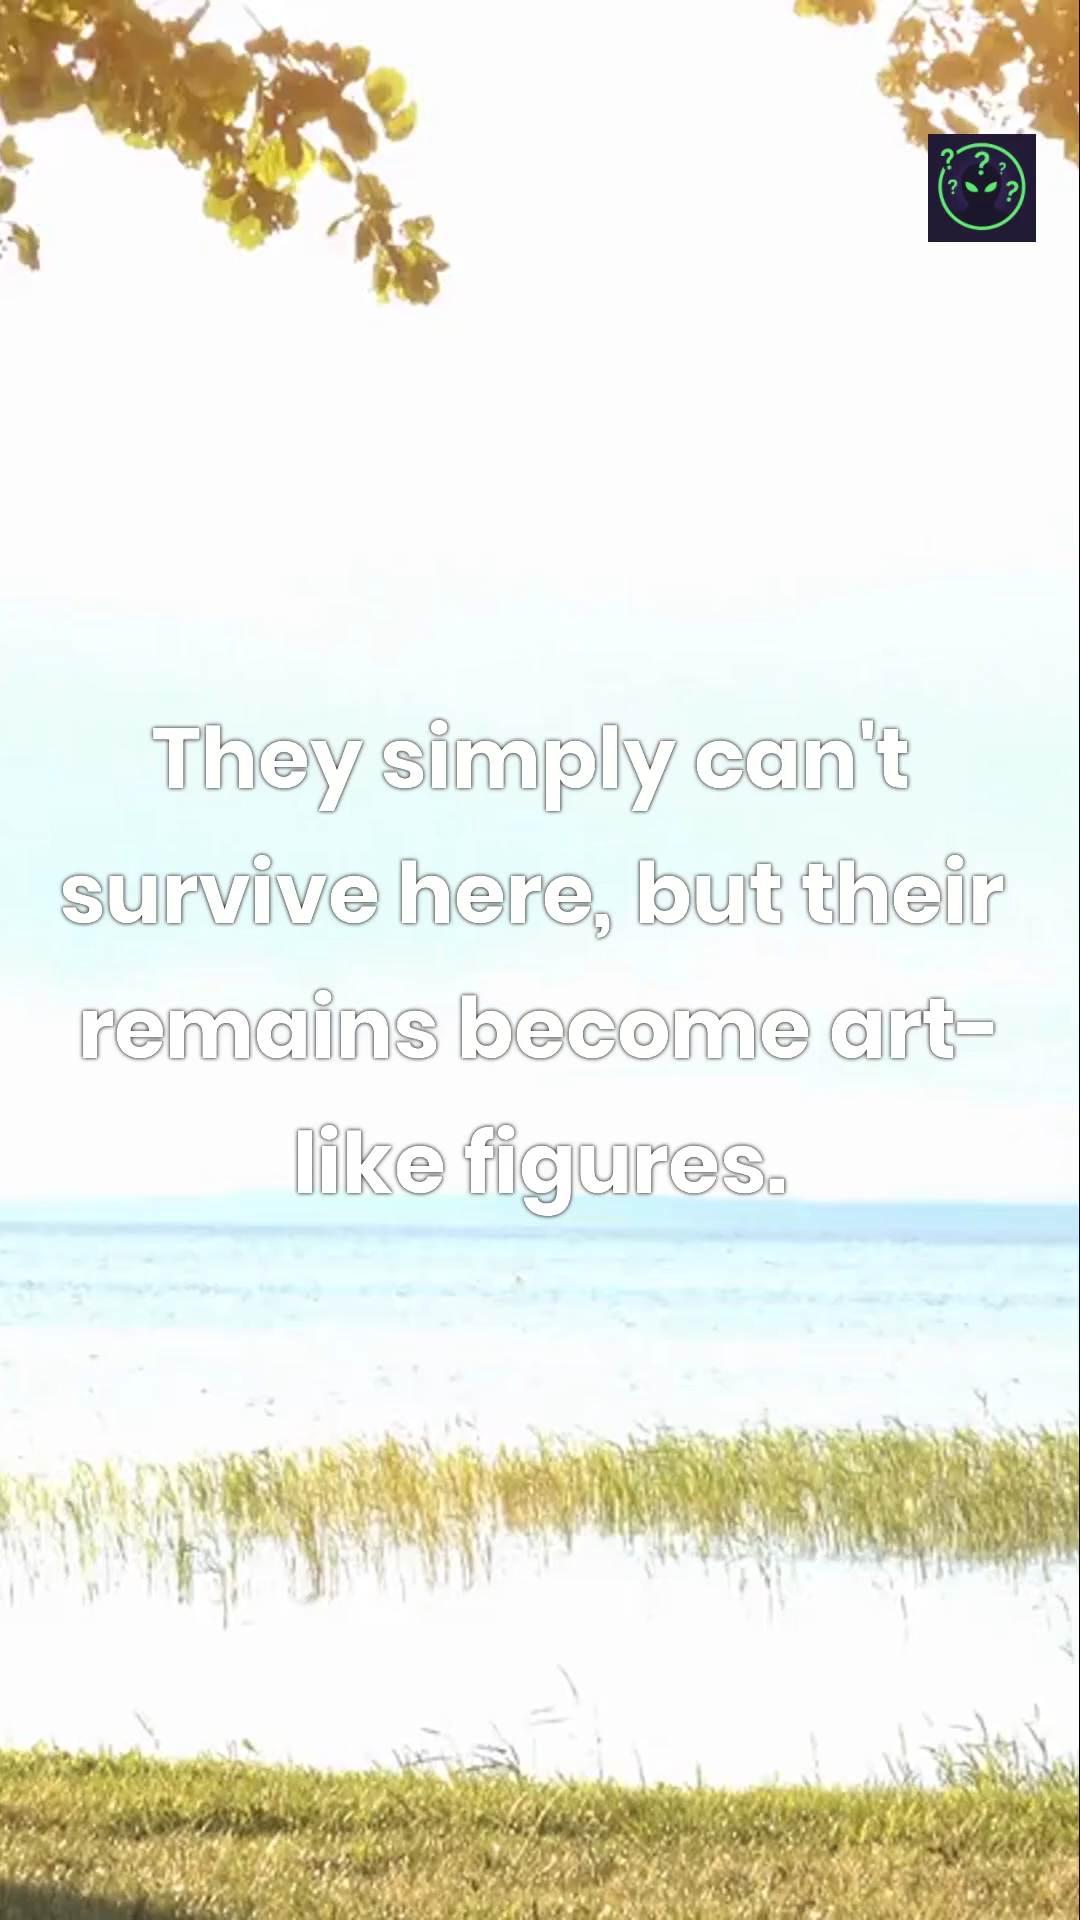 They simply can't
survive here, but their
remains become art-
like figures.